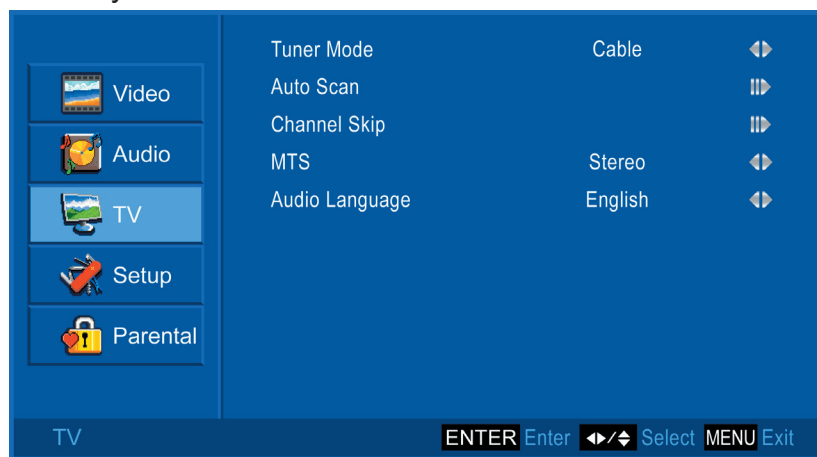 Video
Audio
TV
Setup
Parental
Tuner Mode Cable
Auto Scan
Channel Skip
MTS Stereo
Audio Language English
TV ENTER Enter / Select MENU Exit